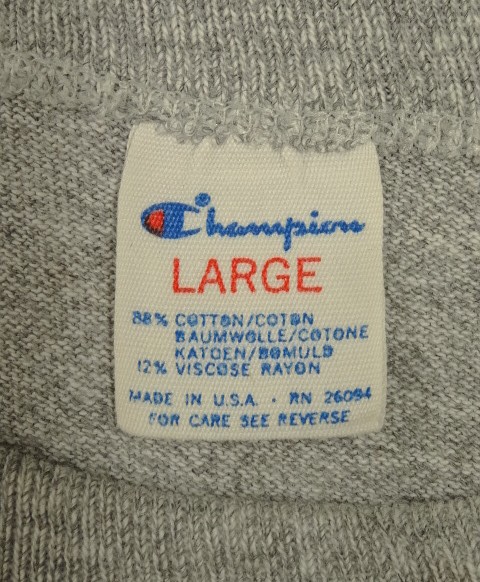 Champion
LARGE
88% COTTON/COTON
BAUMWOLLE/COTONE
KATOEN/BOMULD
12% VISCOSE RAYON
MADE IN U.S.A. · RN 26094
FOR CARE SEE REVERSE